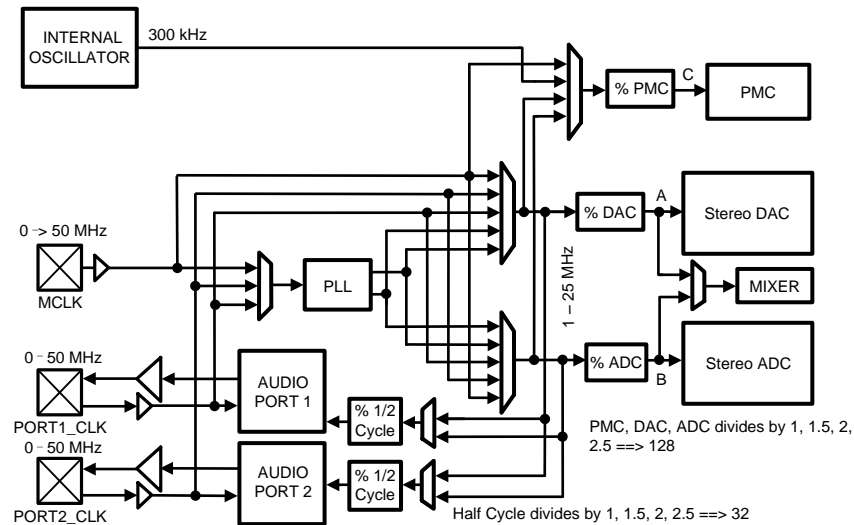 INTERNAL
OSCILLATOR
300 kHz
% PMC
C
PMC
0 -> 50 MHz
MCLK
PLL
1 – 25 MHz
% DAC
A
Stereo DAC
MIXER
% ADC
B
Stereo ADC
0 – 50 MHz
PORT1_CLK
AUDIO
PORT 1
% 1/2
Cycle
PMC, DAC, ADC divides by 1, 1.5, 2,
2.5 ==> 128
0 – 50 MHz
PORT2_CLK
AUDIO
PORT 2
% 1/2
Cycle
Half Cycle divides by 1, 1.5, 2, 2.5 ==> 32